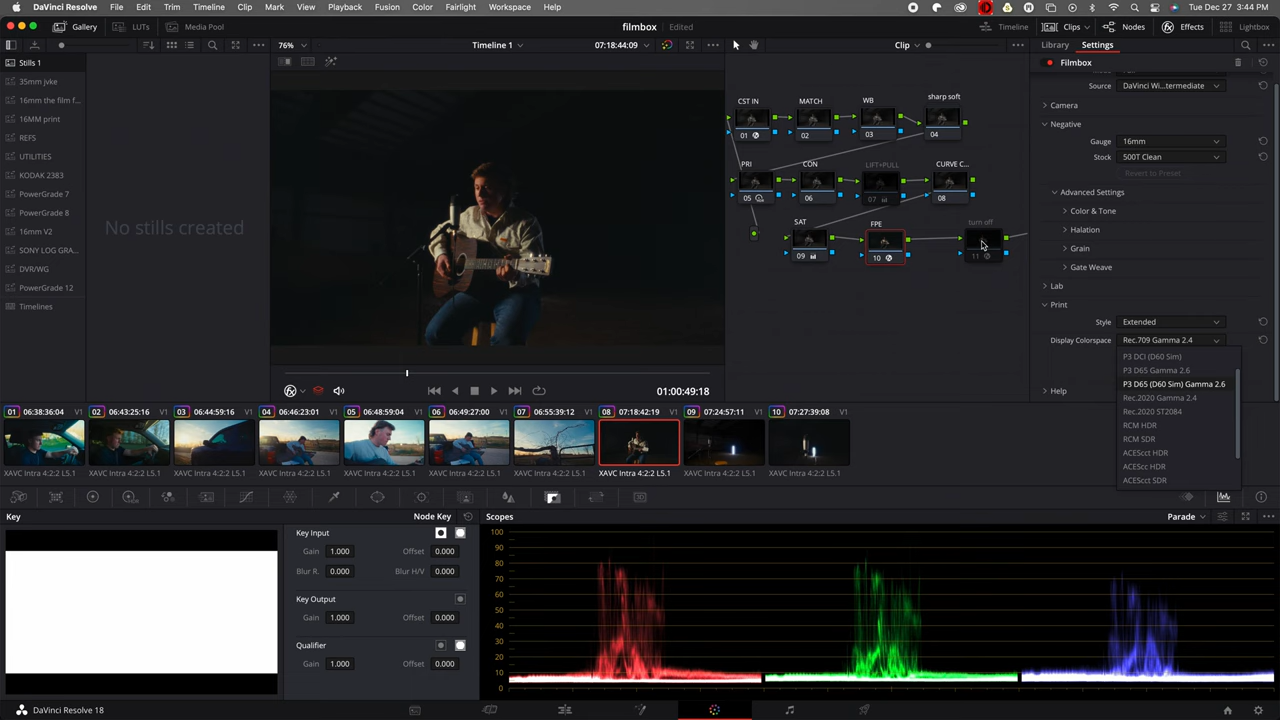 DaVinci Resolve File Edit Trim Timeline Clip Mark View Playback Fusion Color Fairlight Workspace Help Tue Dec 27 3:44 PM
Gallery LUTs Media Pool filmbox Edited Timeline Clips Nodes Effects Lightbox
76% Timeline 1 07:18:44:09 Clip Library Settings
Stills 1
35mm jvke
16mm the film f...
16MM print
REFS
UTILITIES
KODAK 2383
PowerGrade 7
PowerGrade 8
16mm V2
SONY LOG GRA...
DVR/WG
PowerGrade 12
Timelines
No stills created
CST IN MATCH WB sharp soft
01 02 03 04
PRI CON LIFT+PULL CURVE C...
05 06 07 08
SAT FPE turn off
09 10 11
Filmbox
Source DaVinci Wi...termediate
Camera
Negative
Gauge 16mm
Stock 500T Clean
Revert to Preset
Advanced Settings
Color & Tone
Halation
Grain
Gate Weave
Lab
Print
Style Extended
Display Colorspace Rec.709 Gamma 2.4
P3 DCI (D60 Sim)
P3 D65 Gamma 2.6
P3 D65 (D60 Sim) Gamma 2.6
Rec.2020 Gamma 2.4
Rec.2020 ST2084
RCM HDR
RCM SDR
ACEScct HDR
ACEScc HDR
ACEScct SDR
Help
01:00:49:18
01 06:38:36:04 V1 02 06:43:25:16 V1 03 06:44:59:16 V1 04 06:46:23:01 V1 05 06:48:59:04 V1 06 06:49:27:00 V1 07 06:55:39:12 V1 08 07:18:42:19 V1 09 07:24:57:11 V1 10 07:27:39:08 V1
XAVC Intra 4:2:2 L5.1 XAVC Intra 4:2:2 L5.1 XAVC Intra 4:2:2 L5.1 XAVC Intra 4:2:2 L5.1 XAVC Intra 4:2:2 L5.1 XAVC Intra 4:2:2 L5.1 XAVC Intra 4:2:2 L5.1 XAVC Intra 4:2:2 L5.1 XAVC Intra 4:2:2 L5.1 XAVC Intra 4:2:2 L5.1
Key Node Key Scopes Parade
Key Input
Gain 1.000 Offset 0.000
Blur R. 0.000 Blur H/V 0.000
Key Output
Gain 1.000 Offset 0.000
Qualifier
Gain 1.000 Offset 0.000
100
90
80
70
60
50
40
30
20
10
0
DaVinci Resolve 18